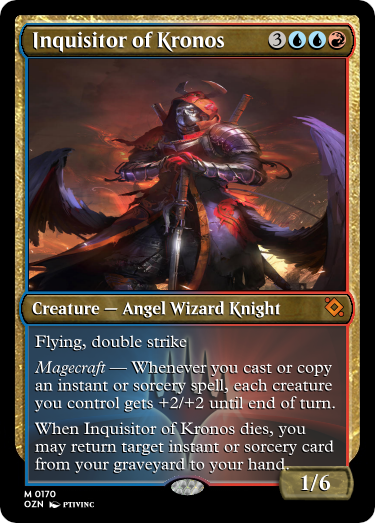 Inquisitor of Kronos 3
Creature — Angel Wizard Knight
Flying, double strike
Magecraft — Whenever you cast or copy
an instant or sorcery spell, each creature
you control gets +2/+2 until end of turn.
When Inquisitor of Kronos dies, you
may return target instant or sorcery card
from your graveyard to your hand.
1/6
M 0170
OZN PTIVINC